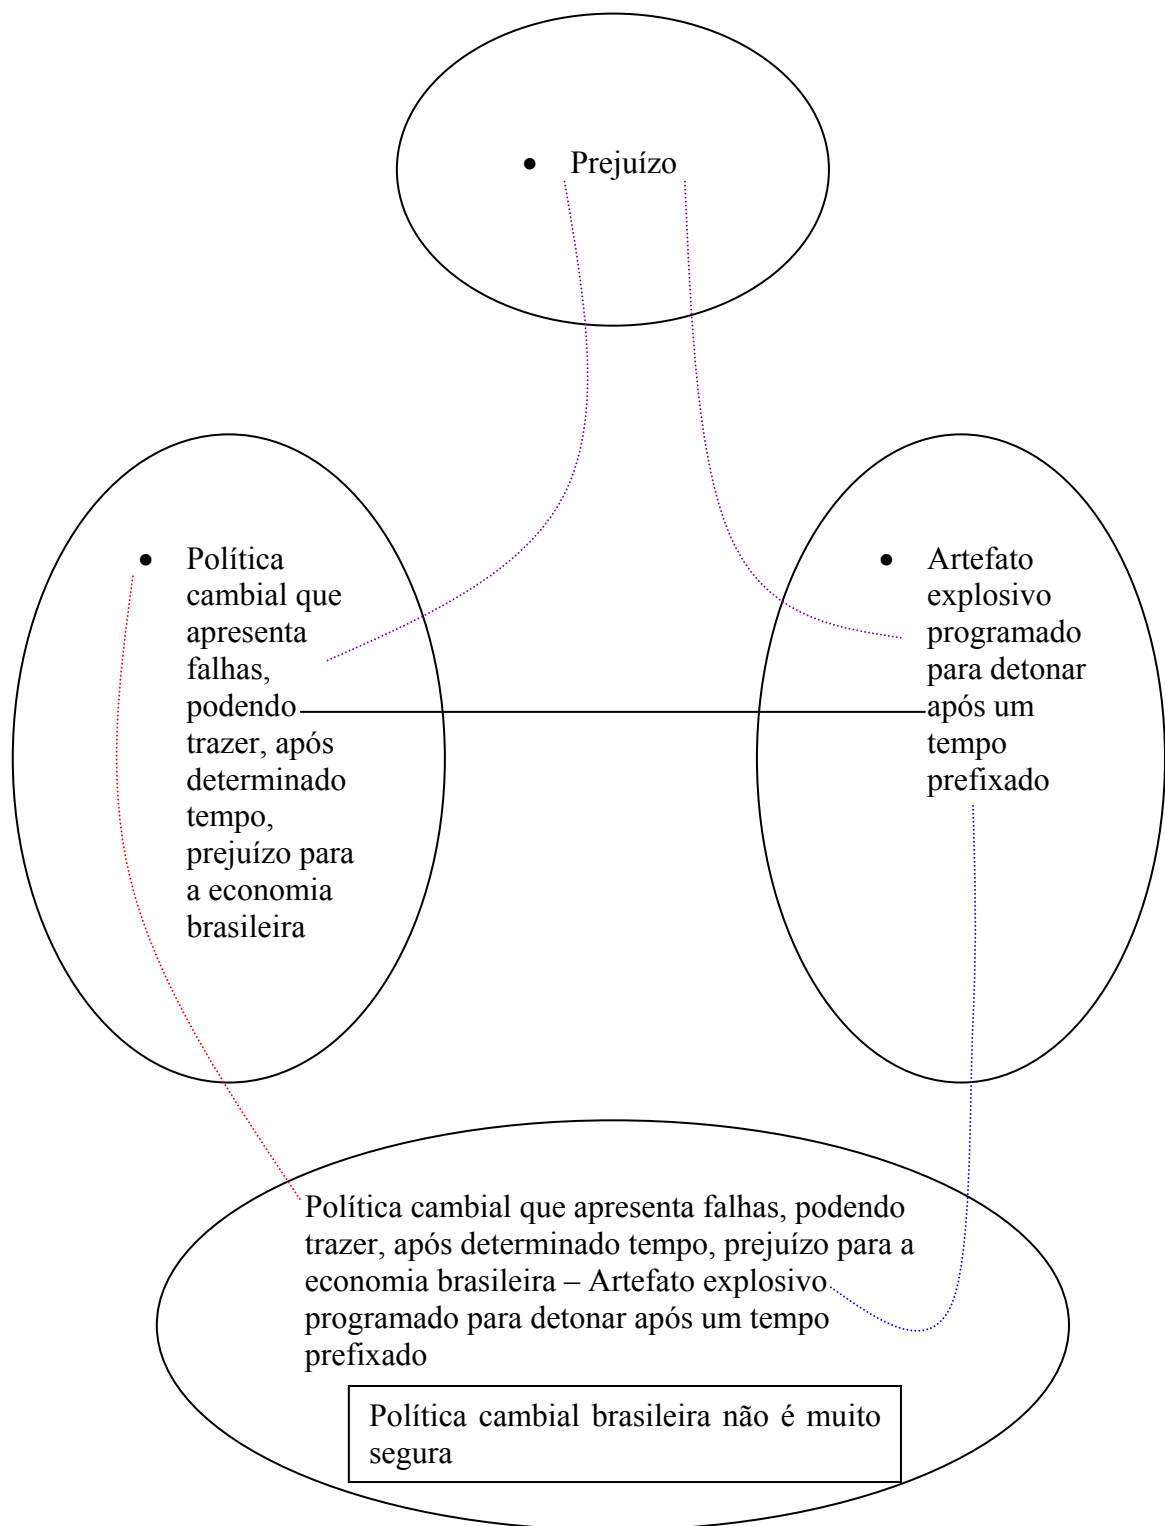 • Prejuízo
• Política
cambial que
apresenta
falhas,
podendo
trazer, após
determinado
tempo,
prejuízo para
a economia
brasileira
• Artefato
explosivo
programado
para detonar
após um
tempo
prefixado
Política cambial que apresenta falhas, podendo
trazer, após determinado tempo, prejuízo para a
economia brasileira – Artefato explosivo
programado para detonar após um tempo
prefixado
Política cambial brasileira não é muito
segura